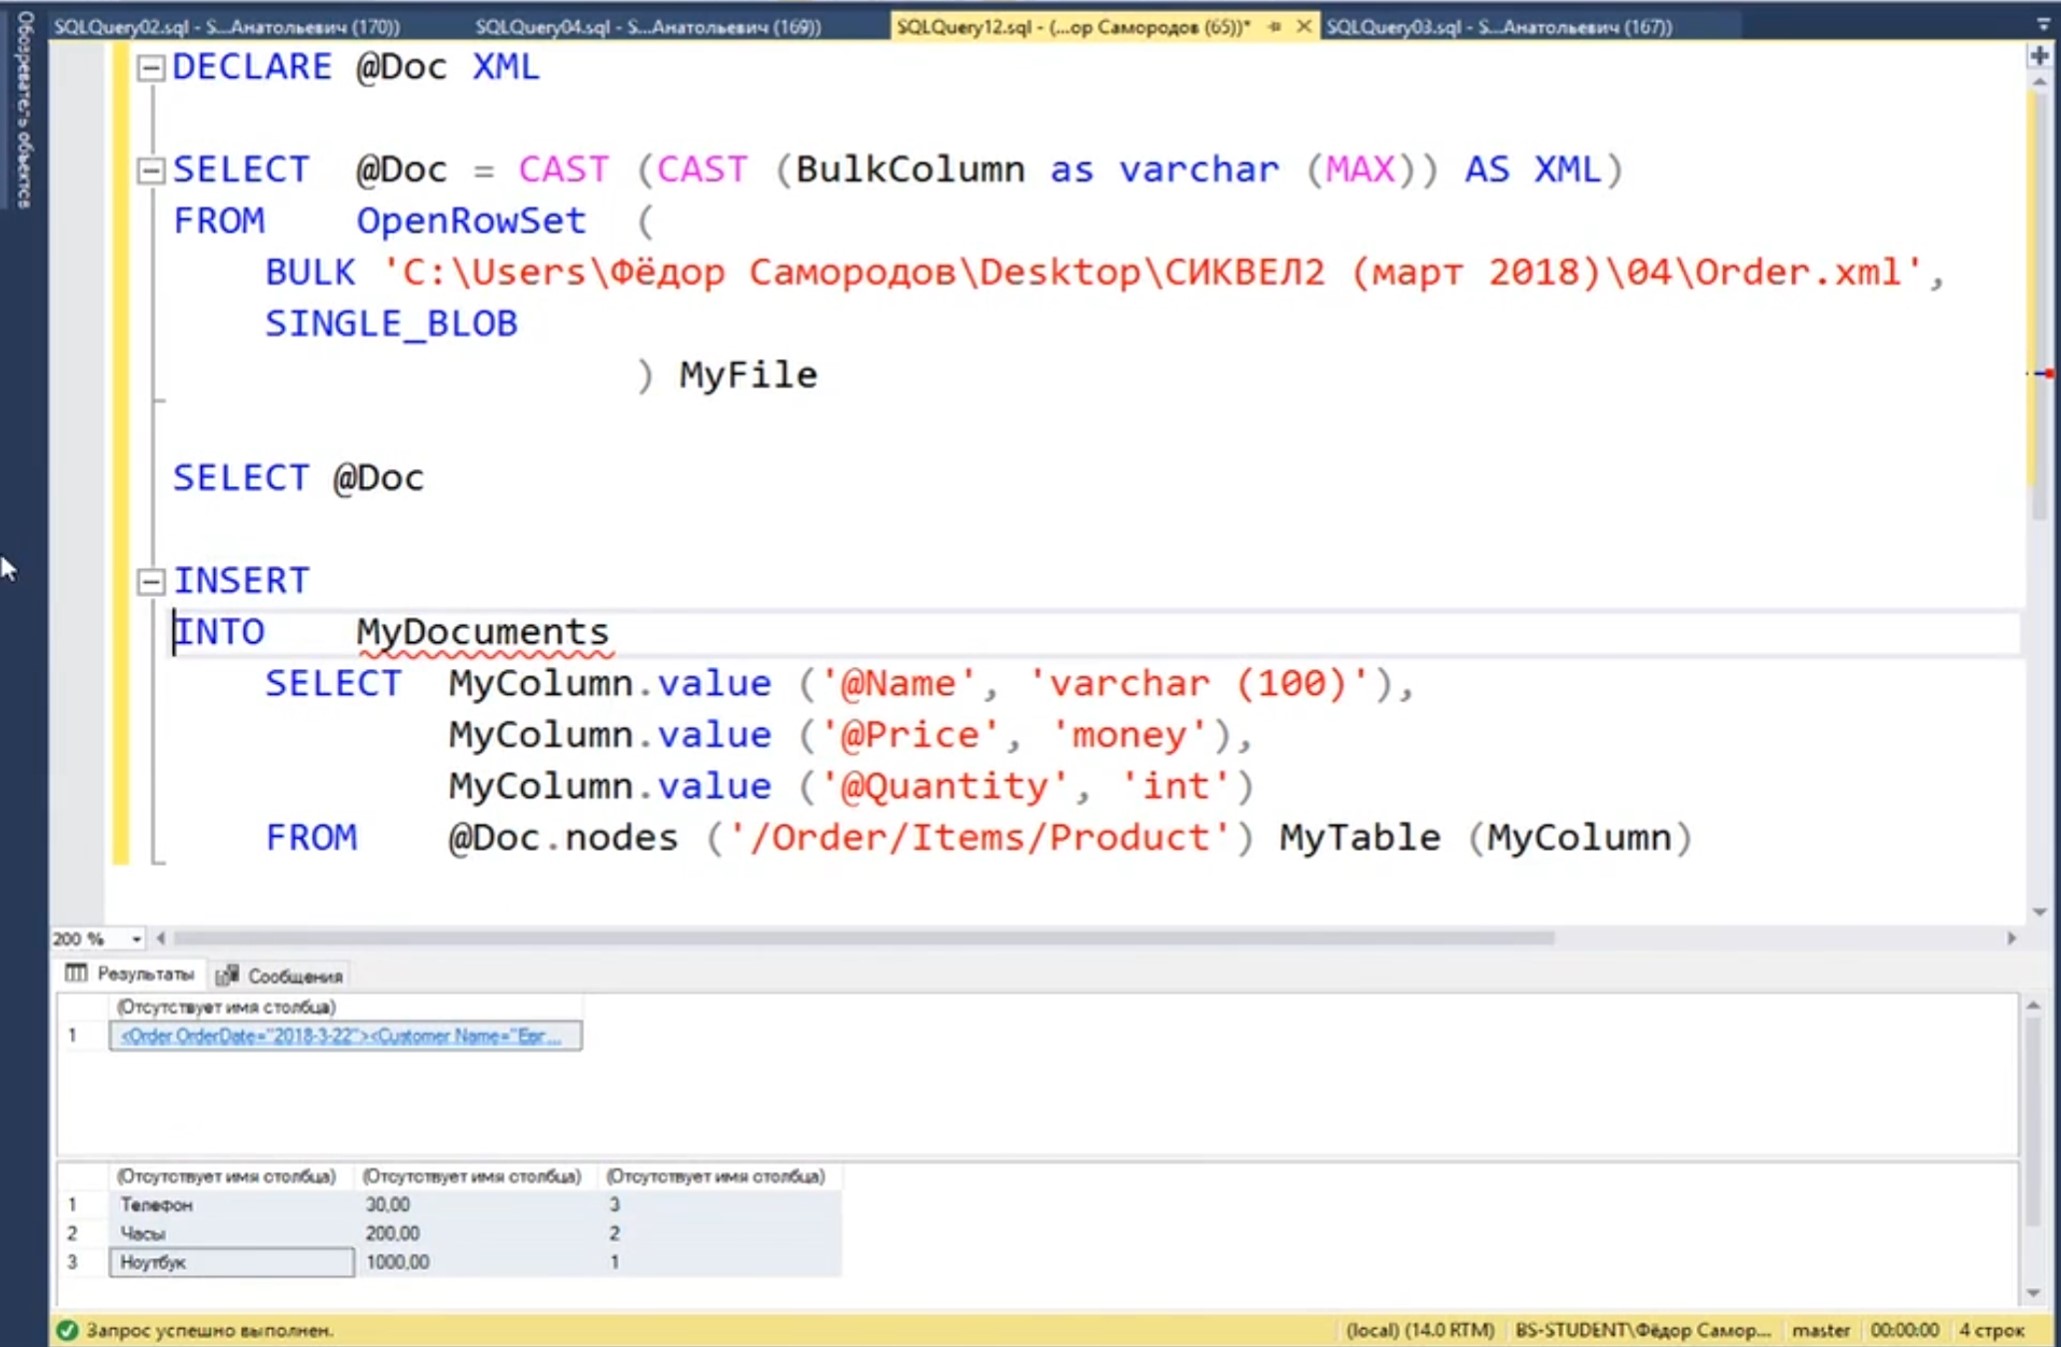 Обозреватель объектов
SQLQuery02.sql - S...Анатольевич (170))
SQLQuery04.sql - S...Анатольевич (169))
SQLQuery12.sql - (...ор Самородов (65))*
SQLQuery03.sql - S...Анатольевич (167))
DECLARE @Doc XML
SELECT @Doc = CAST (CAST (BulkColumn as varchar (MAX)) AS XML)
FROM OpenRowSet (
BULK 'C:\Users\Фёдор Самородов\Desktop\СИКВЕЛ2 (март 2018)\04\Order.xml',
SINGLE_BLOB
) MyFile
SELECT @Doc
INSERT
INTO MyDocuments
SELECT MyColumn.value ('@Name', 'varchar (100)'),
MyColumn.value ('@Price', 'money'),
MyColumn.value ('@Quantity', 'int')
FROM @Doc.nodes ('/Order/Items/Product') MyTable (MyColumn)
200 %
Результаты Сообщения
(Отсутствует имя столбца)
1 <Order OrderDate="2018-3-22"><Customer Name="Евг...
(Отсутствует имя столбца) (Отсутствует имя столбца) (Отсутствует имя столбца)
1 Телефон 30,00 3
2 Часы 200,00 2
3 Ноутбук 1000,00 1
Запрос успешно выполнен. (local) (14.0 RTM) BS-STUDENT\Фёдор Самор... master 00:00:00 4 строк